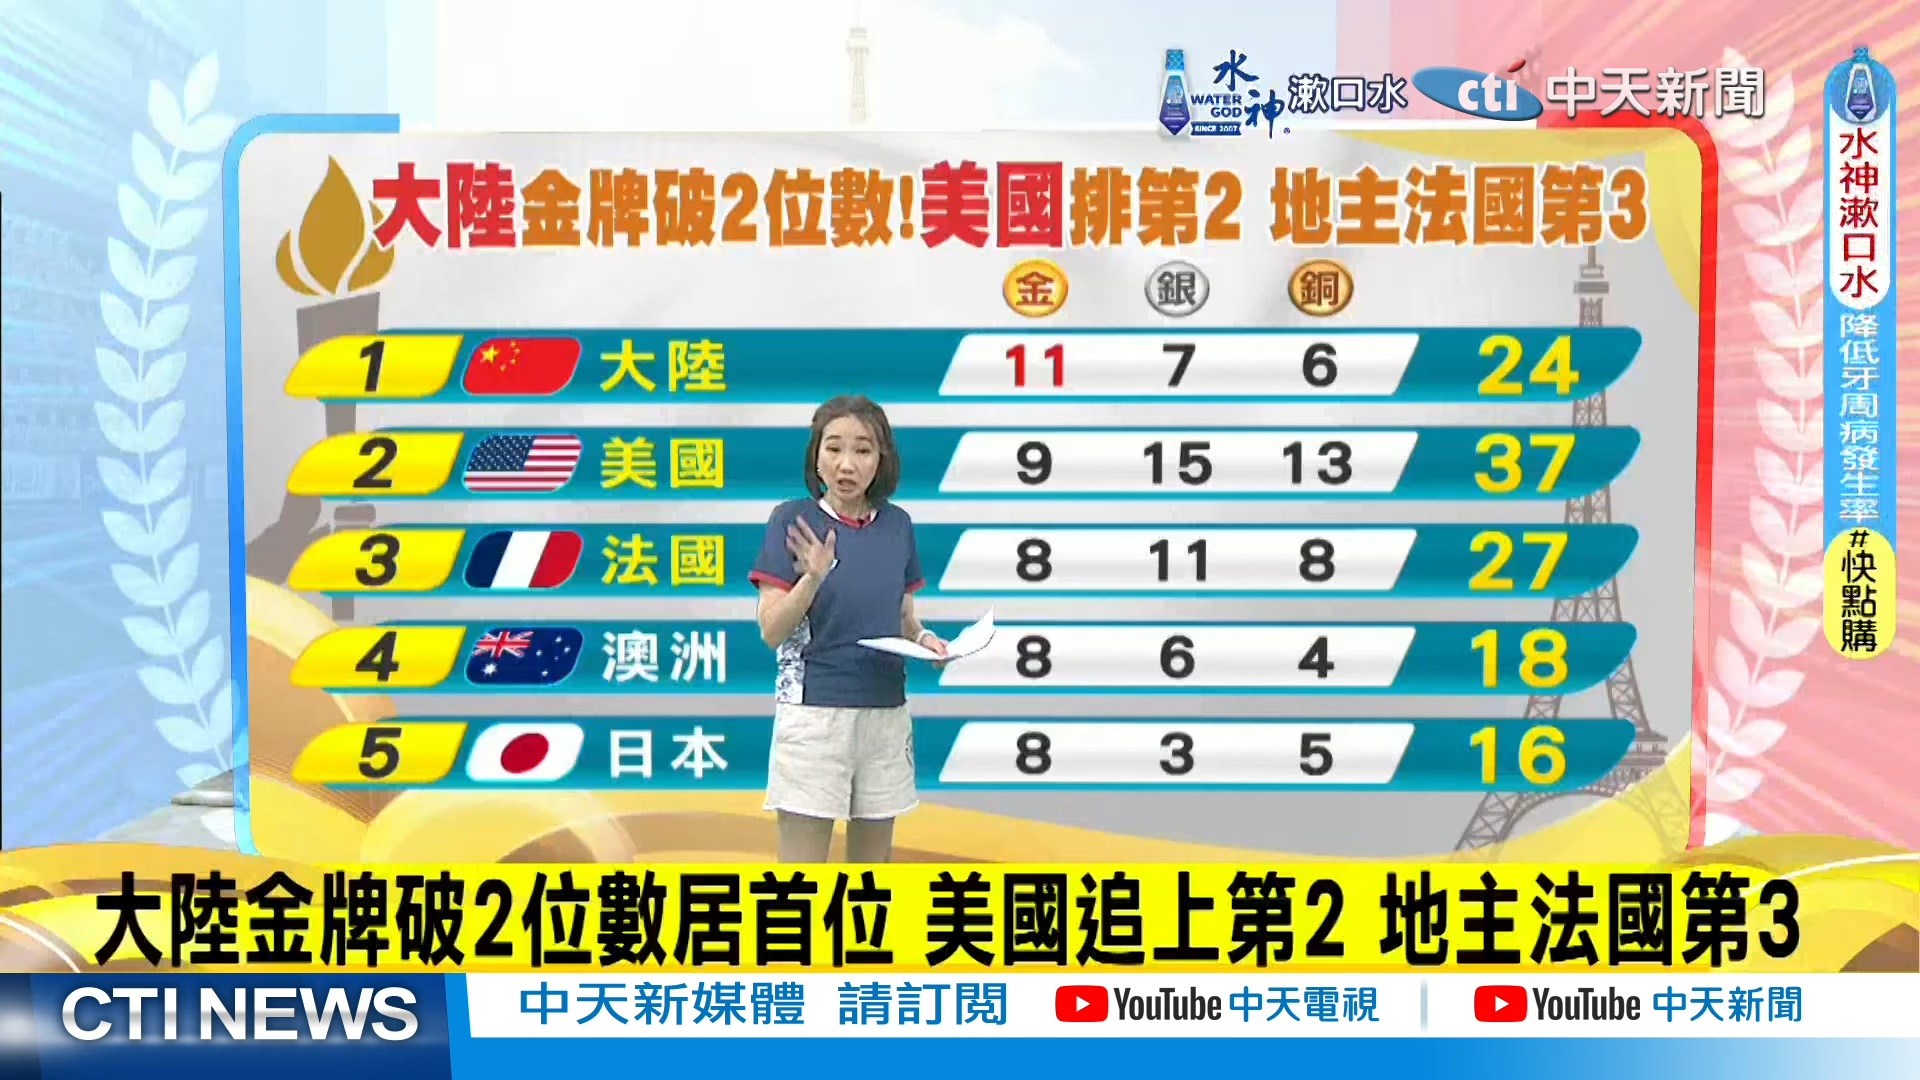 水神
WATER GOD
SINCE 2007
漱口水
cti 中天新聞
水神漱口水
降低牙周病發生率
#快點購
大陸金牌破2位數!美國排第2 地主法國第3
金 銀 銅
1 大陸 11 7 6 24
2 美國 9 15 13 37
3 法國 8 11 8 27
4 澳洲 8 6 4 18
5 日本 8 3 5 16
大陸金牌破2位數居首位 美國追上第2 地主法國第3
CTI NEWS
中天新媒體 請訂閱 YouTube 中天電視 | YouTube 中天新聞